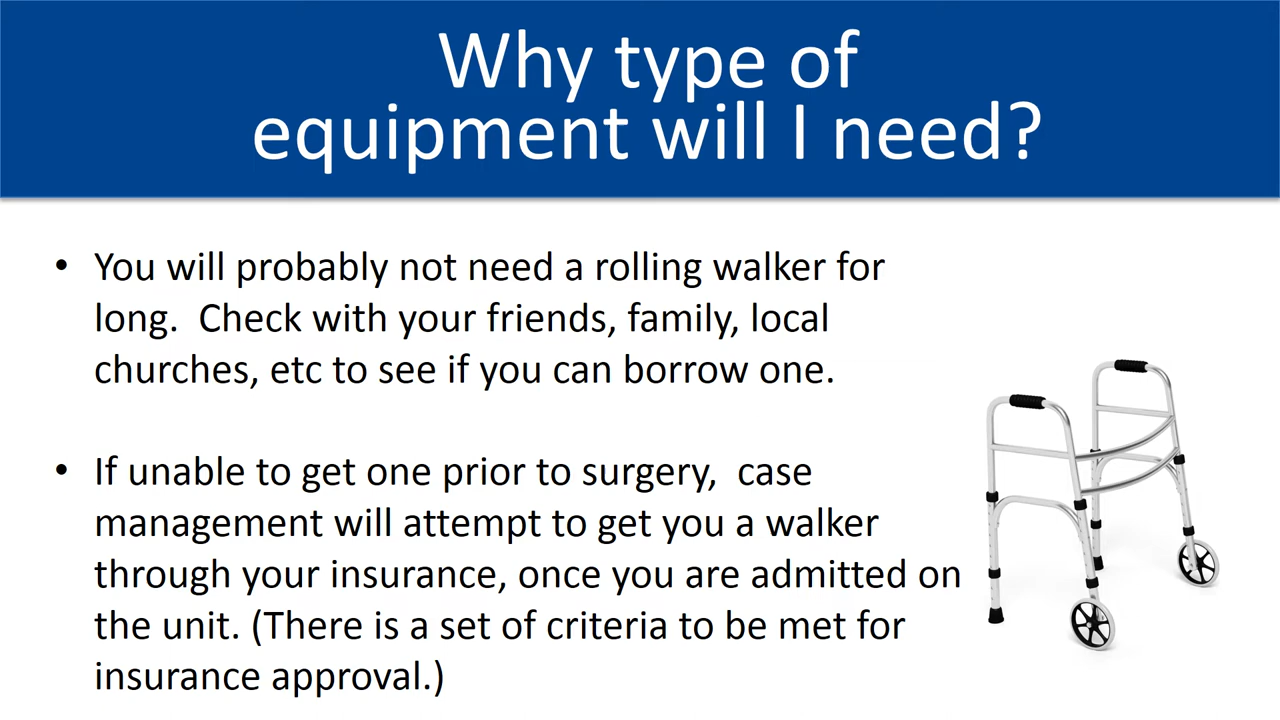 Why type of
equipment will I need?
• You will probably not need a rolling walker for
long.  Check with your friends, family, local
churches, etc to see if you can borrow one.
• If unable to get one prior to surgery,  case
management will attempt to get you a walker
through your insurance, once you are admitted on
the unit. (There is a set of criteria to be met for
insurance approval.)